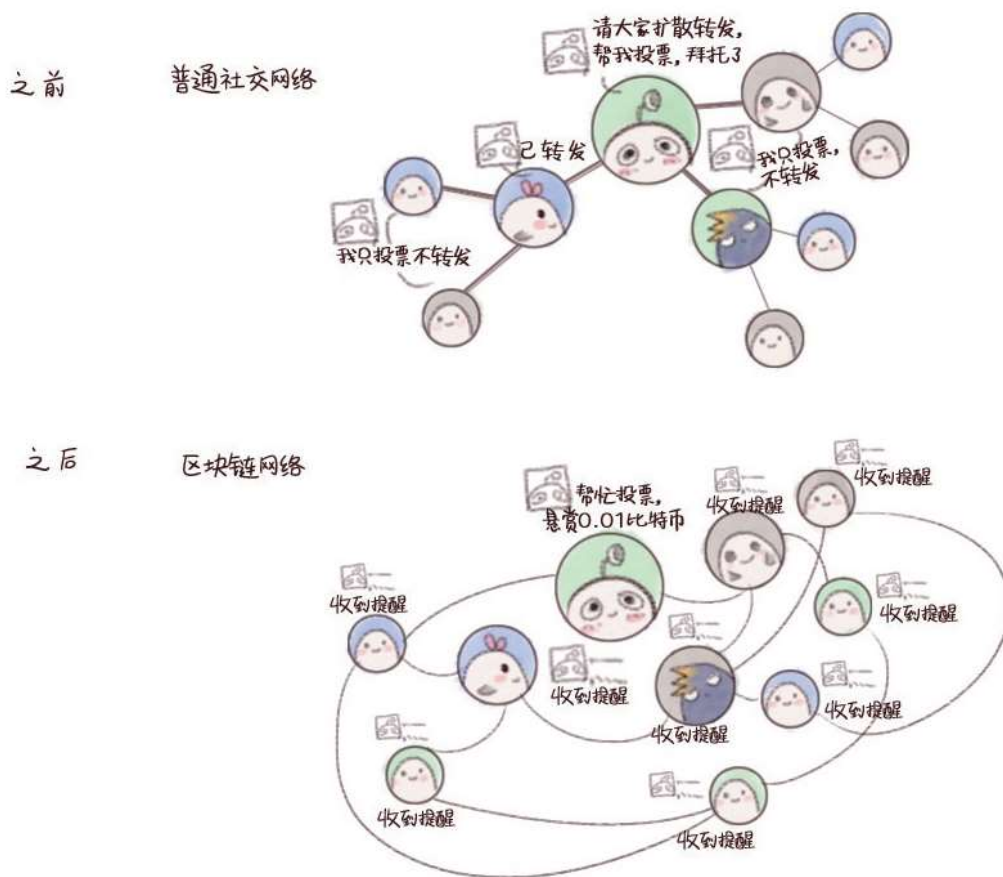 之前
普通社交网络
请大家扩散转发,
帮我投票,拜托了
已转发
我只投票,
不转发
我只投票不转发
之后
区块链网络
帮忙投票,
悬赏0.01比特币
收到提醒
收到提醒
收到提醒
收到提醒
收到提醒
收到提醒
收到提醒
收到提醒
收到提醒